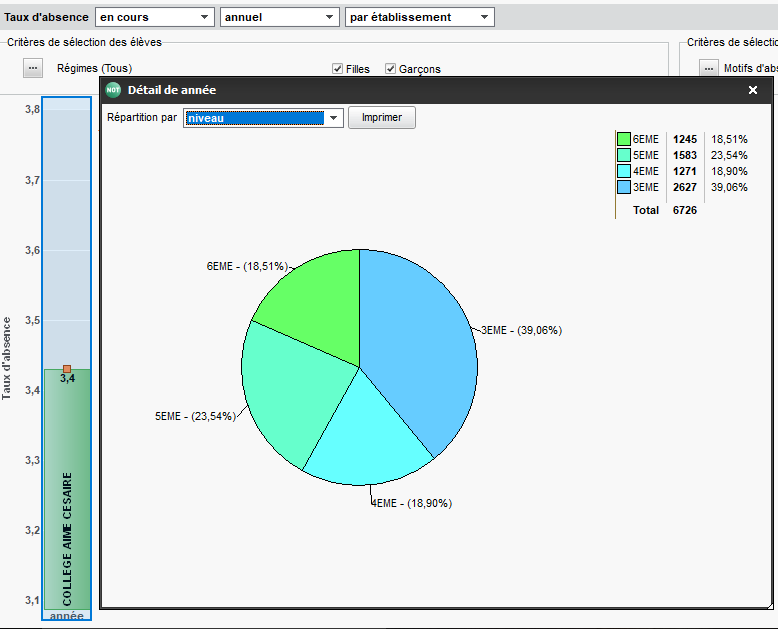 Taux d'absence en cours annuel par établissement
Critères de sélection des élèves
Critères de sélectio
... Régimes (Tous) Filles Garçons
... Motifs d'abs
NOT Détail de année
Répartition par niveau Imprimer
6EME 1245 18,51%
5EME 1583 23,54%
4EME 1271 18,90%
3EME 2627 39,06%
Total 6726
6EME - (18,51%)
3EME - (39,06%)
5EME - (23,54%)
4EME - (18,90%)
Taux d'absence
3,8
3,7
3,6
3,5
3,4
3,3
3,2
3,1
3,4
COLLEGE AIME CESAIRE
année